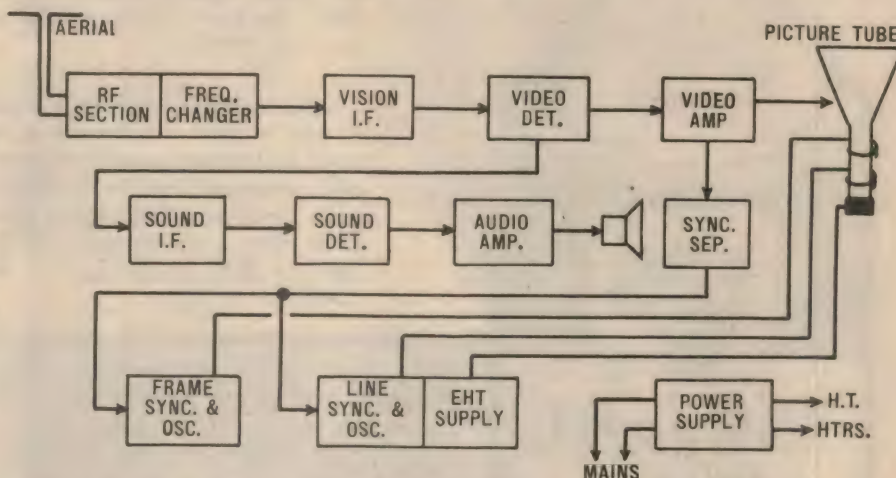 AERIAL
PICTURE TUBE
RF
SECTION
FREQ.
CHANGER
VISION
I.F.
VIDEO
DET.
VIDEO
AMP
SOUND
I.F.
SOUND
DET.
AUDIO
AMP.
SYNC.
SEP.
FRAME
SYNC. &
OSC.
LINE
SYNC. &
OSC.
EHT
SUPPLY
POWER
SUPPLY
H.T.
HTRS.
MAINS